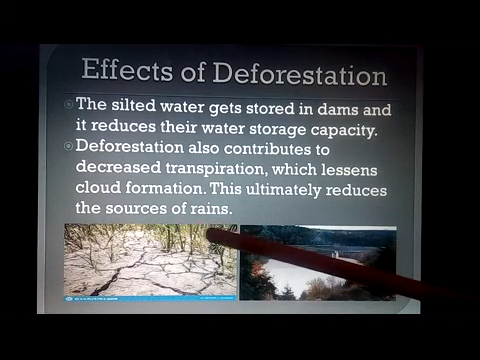 Effects of Deforestation
The silted water gets stored in dams and
it reduces their water storage capacity.
Deforestation also contributes to
decreased transpiration, which lessens
cloud formation. This ultimately reduces
the sources of rains.